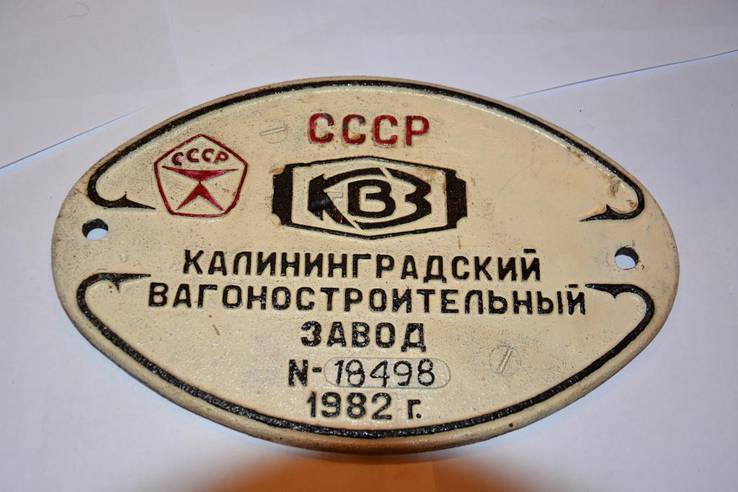 СССР
СССР
КВЗ
КАЛИНИНГРАДСКИЙ
ВАГОНОСТРОИТЕЛЬНЫЙ
ЗАВОД
N-18498
1982 г.